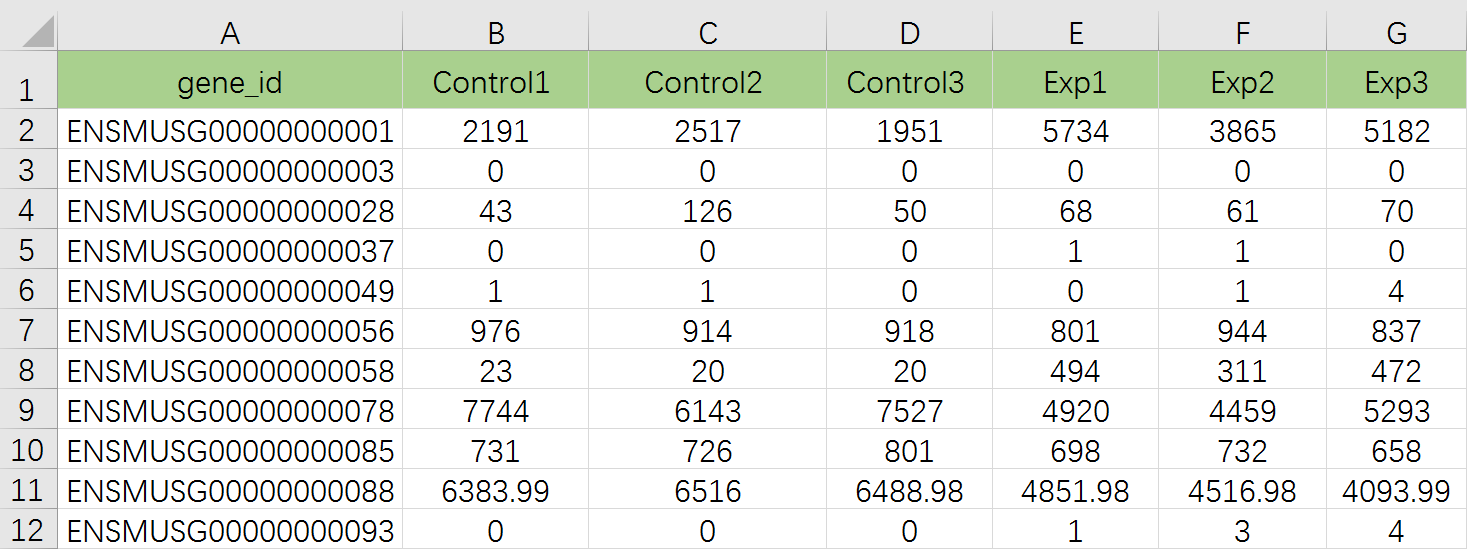 A B C D E F G
1 gene_id Control1 Control2 Control3 Exp1 Exp2 Exp3
2 ENSMUSG00000000001 2191 2517 1951 5734 3865 5182
3 ENSMUSG00000000003 0 0 0 0 0 0
4 ENSMUSG00000000028 43 126 50 68 61 70
5 ENSMUSG00000000037 0 0 0 1 1 0
6 ENSMUSG00000000049 1 1 0 0 1 4
7 ENSMUSG00000000056 976 914 918 801 944 837
8 ENSMUSG00000000058 23 20 20 494 311 472
9 ENSMUSG00000000078 7744 6143 7527 4920 4459 5293
10 ENSMUSG00000000085 731 726 801 698 732 658
11 ENSMUSG00000000088 6383.99 6516 6488.98 4851.98 4516.98 4093.99
12 ENSMUSG00000000093 0 0 0 1 3 4